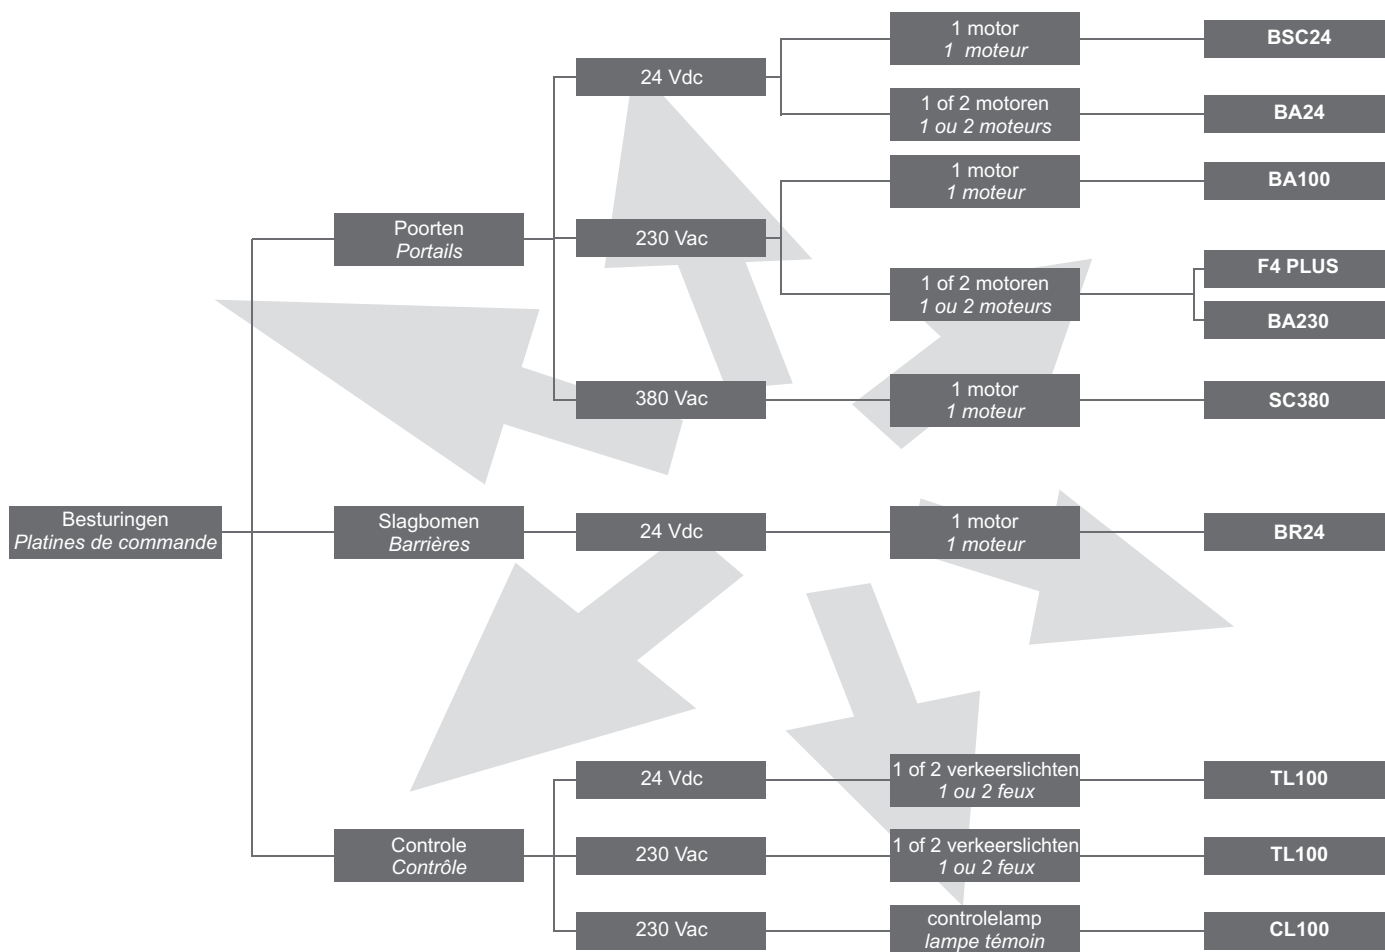 1 motor
1 moteur
BSC24
24 Vdc
1 of 2 motoren
1 ou 2 moteurs
BA24
1 motor
1 moteur
BA100
Poorten
Portails
230 Vac
1 of 2 motoren
1 ou 2 moteurs
F4 PLUS
BA230
380 Vac
1 motor
1 moteur
SC380
Besturingen
Platines de commande
Slagbomen
Barrières
24 Vdc
1 motor
1 moteur
BR24
24 Vdc
1 of 2 verkeerslichten
1 ou 2 feux
TL100
Controle
Contrôle
230 Vac
1 of 2 verkeerslichten
1 ou 2 feux
TL100
230 Vac
controlelamp
lampe témoin
CL100